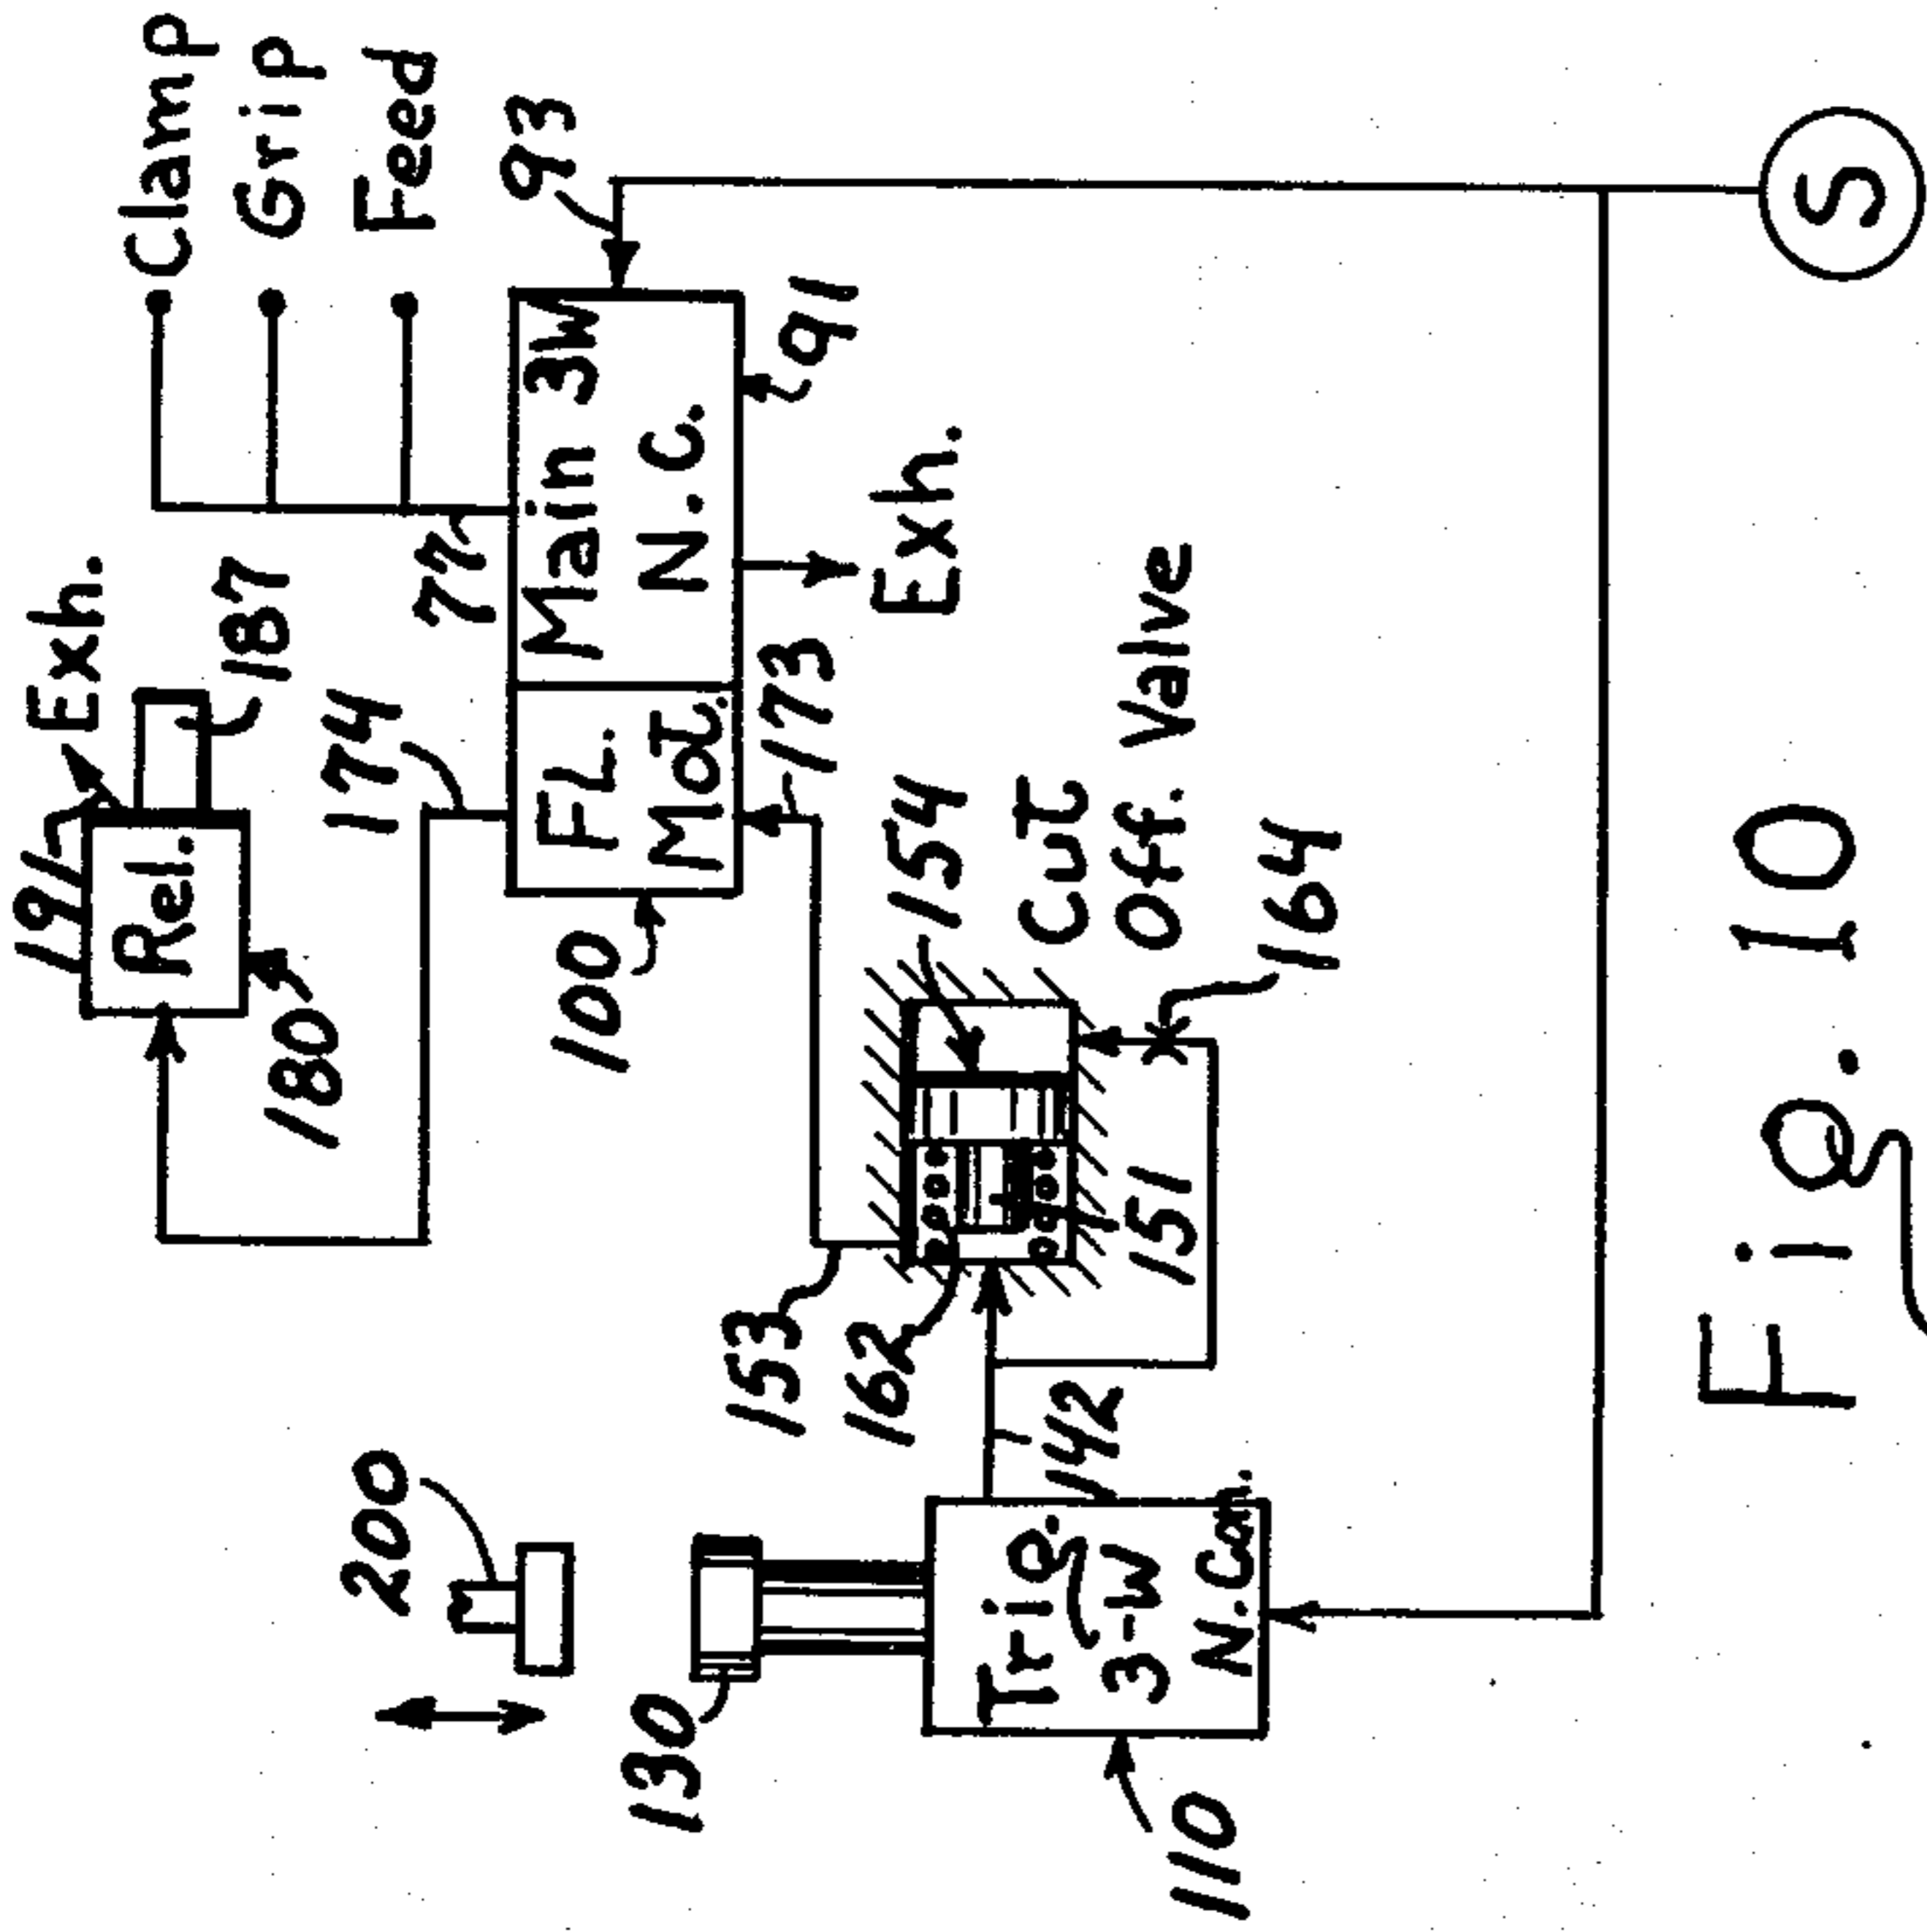 Clamp
Grip
Feed
Exh.
191
Rel.
187
180
174
77
93
Main 3W
N.C.
FL.
Mot.
91
Exh.
100
173
154
Cut
Off. Valve
164
153
162
151
142
200
130
Trig.
3-W
N.Con.
110
S
Fig. 10